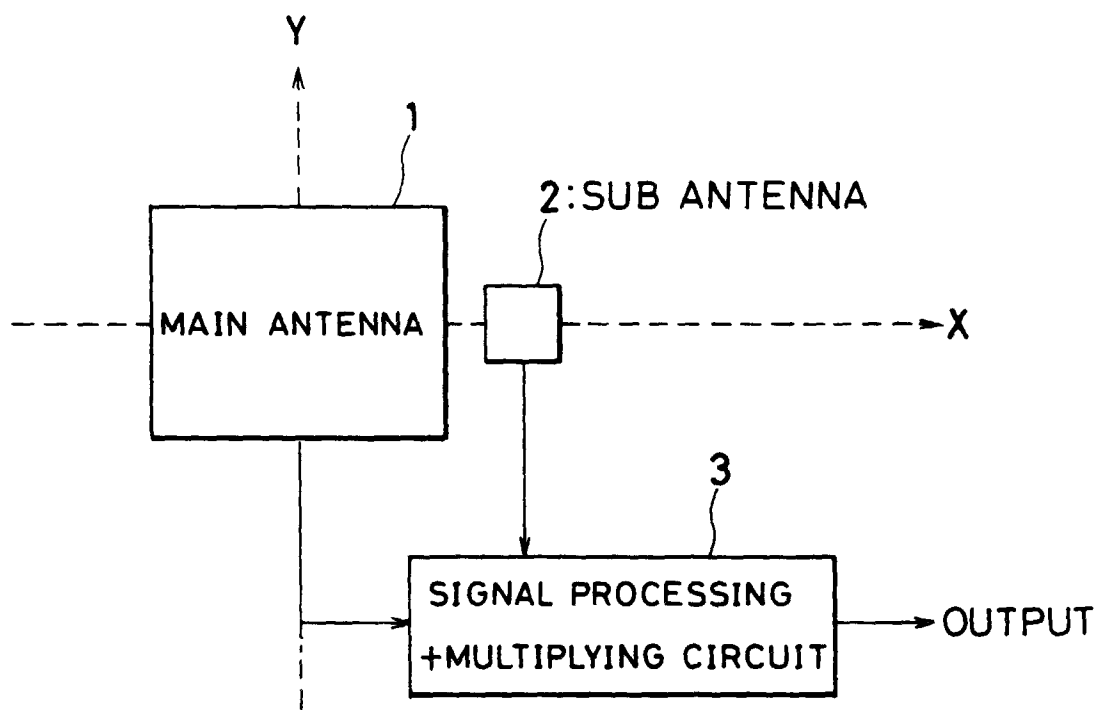 Y
1
2:SUB ANTENNA
MAIN ANTENNA
X
3
SIGNAL PROCESSING
+MULTIPLYING CIRCUIT
OUTPUT